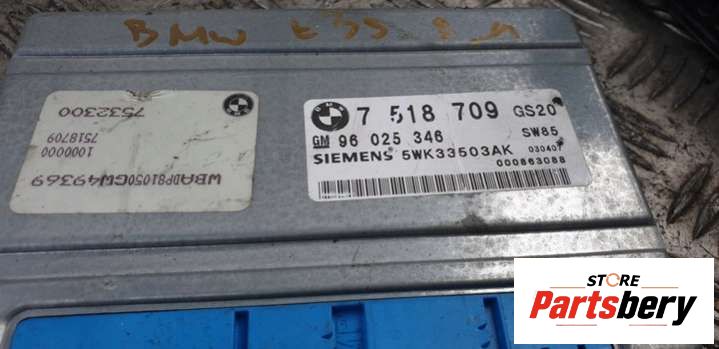 BMW E39
BMW
7 518 709 GS20
GM 96 025 346 SW85
SIEMENS 5WK33503AK 030407
000863088
WBADP81050GW49369
1000000
7518709
7532300
STORE
Partsbery